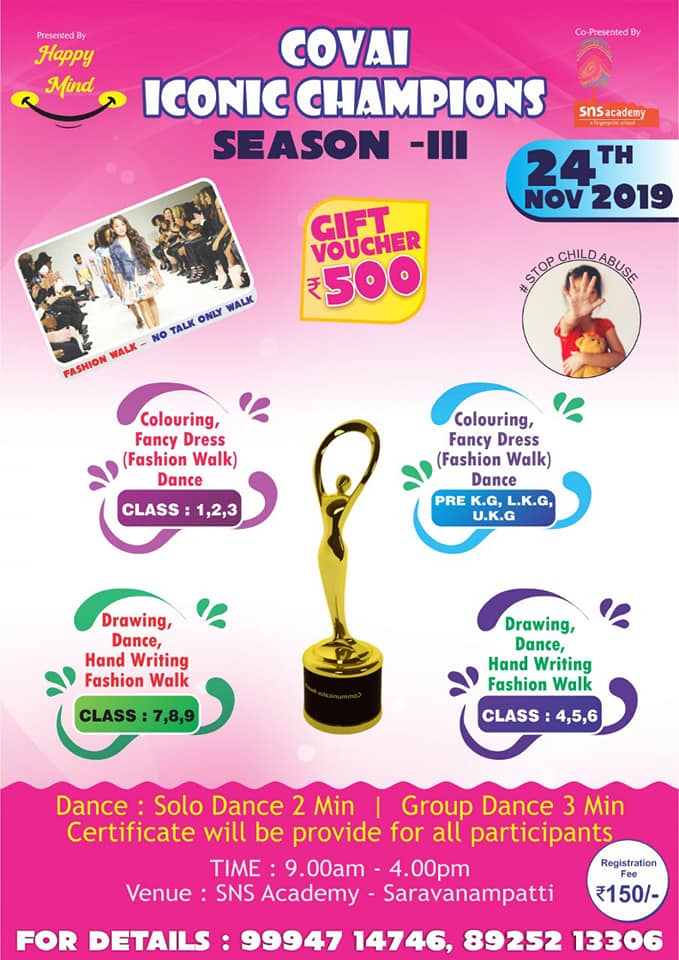 Presented By
Happy
Mind
COVAI
ICONIC CHAMPIONS
SEASON -III
Co-Presented By
SNS academy
a fingerprint school
24TH
NOV 2019
GIFT
VOUCHER
₹500
# STOP CHILD ABUSE
FASHION WALK – NO TALK ONLY WALK
Colouring,
Fancy Dress
(Fashion Walk)
Dance
CLASS : 1,2,3
Colouring,
Fancy Dress
(Fashion Walk)
Dance
PRE K.G, L.K.G,
U.K.G
Drawing,
Dance,
Hand Writing
Fashion Walk
CLASS : 7,8,9
Drawing,
Dance,
Hand Writing
Fashion Walk
CLASS : 4,5,6
Dance : Solo Dance 2 Min | Group Dance 3 Min
Certificate will be provide for all participants
TIME : 9.00am - 4.00pm
Venue : SNS Academy - Saravanampatti
Registration
Fee
₹150/-
FOR DETAILS : 99947 14746, 89252 13306